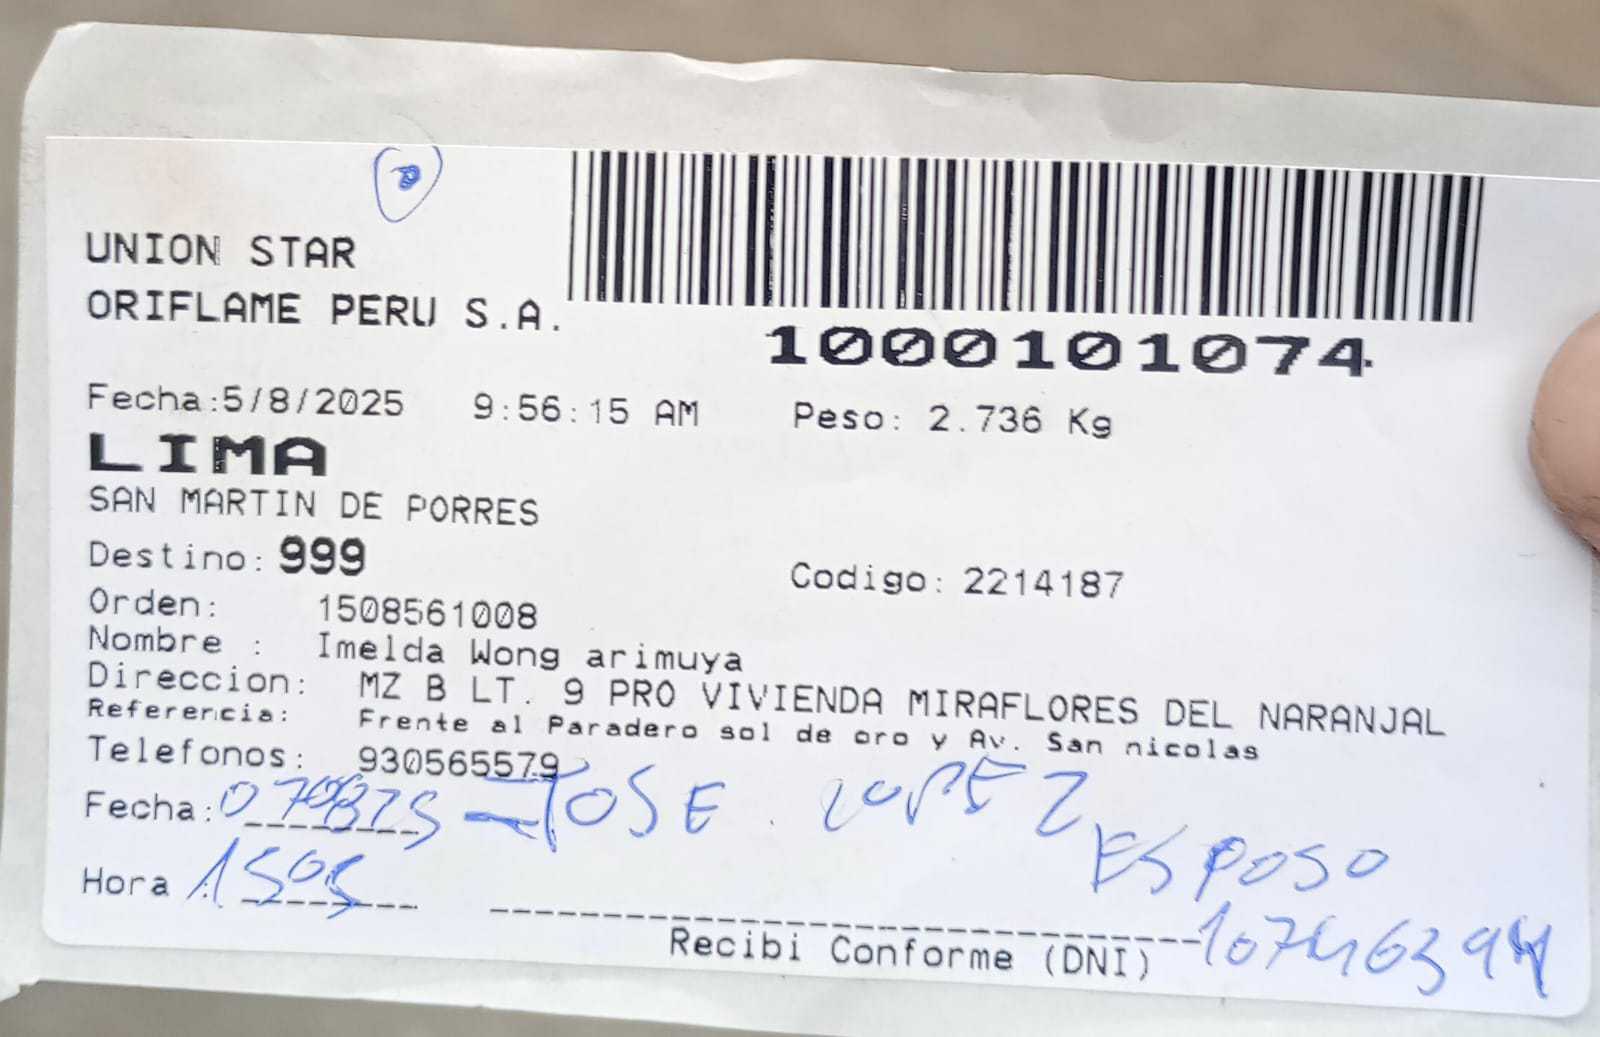 UNION STAR
ORIFLAME PERU S.A.
1000101074
Fecha:5/8/2025 9:56:15 AM Peso: 2.736 Kg
LIMA
SAN MARTIN DE PORRES
Destino: 999
Codigo: 2214187
Orden: 1508561008
Nombre : Imelda Wong arimuya
Direccion: MZ B LT. 9 PRO VIVIENDA MIRAFLORES DEL NARANJAL
Referencia: Frente al Paradero sol de oro y Av. San nicolas
Telefonos: 930565579
Fecha: JOSE LOPEZ
ESPOSO
Hora 1505
Recibi Conforme (DNI)